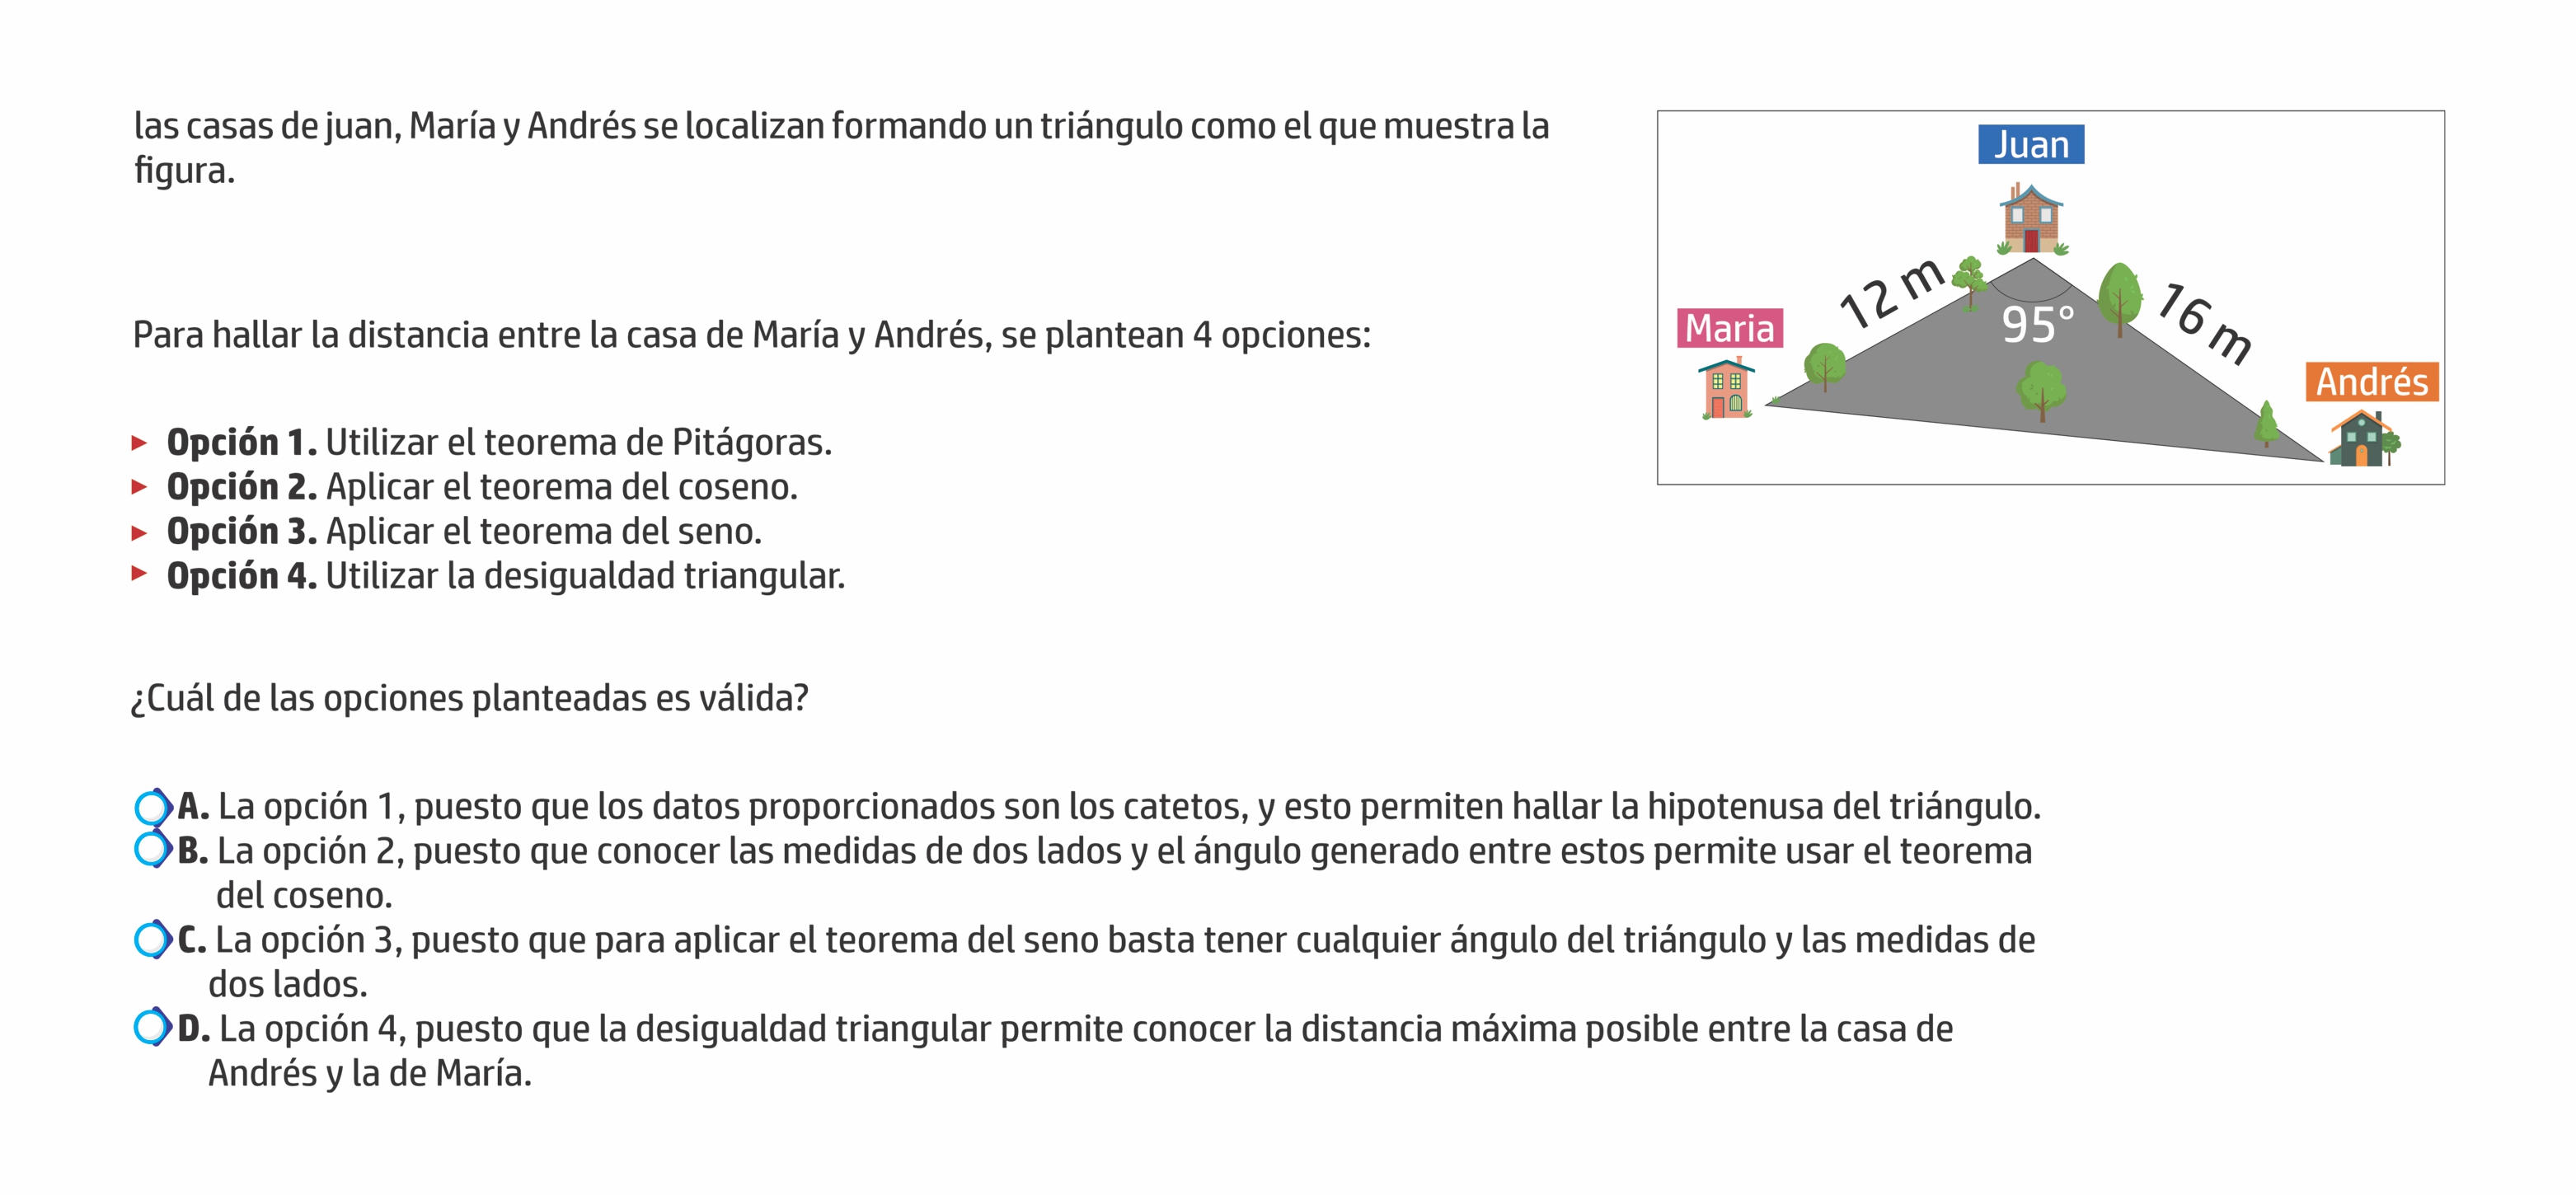 las casas de juan, María y Andrés se localizan formando un triángulo como el que muestra la
figura.
Juan
12 m
16 m
95°
Maria
Andrés
Para hallar la distancia entre la casa de María y Andrés, se plantean 4 opciones:
Opción 1. Utilizar el teorema de Pitágoras.
Opción 2. Aplicar el teorema del coseno.
Opción 3. Aplicar el teorema del seno.
Opción 4. Utilizar la desigualdad triangular.
¿Cuál de las opciones planteadas es válida?
A. La opción 1, puesto que los datos proporcionados son los catetos, y esto permiten hallar la hipotenusa del triángulo.
B. La opción 2, puesto que conocer las medidas de dos lados y el ángulo generado entre estos permite usar el teorema
del coseno.
C. La opción 3, puesto que para aplicar el teorema del seno basta tener cualquier ángulo del triángulo y las medidas de
dos lados.
D. La opción 4, puesto que la desigualdad triangular permite conocer la distancia máxima posible entre la casa de
Andrés y la de María.